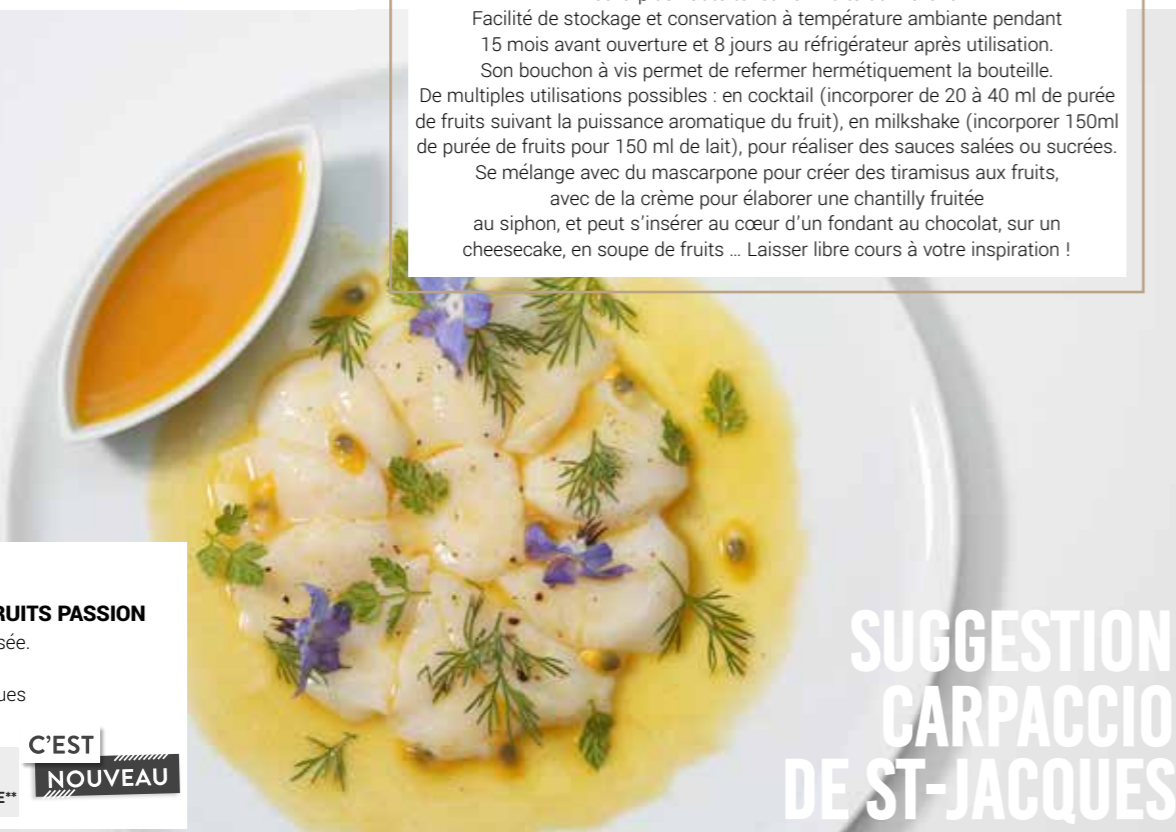 Facilité de stockage et conservation à température ambiante pendant
15 mois avant ouverture et 8 jours au réfrigérateur après utilisation.
Son bouchon à vis permet de refermer hermétiquement la bouteille.
De multiples utilisations possibles : en cocktail (incorporer de 20 à 40 ml de purée
de fruits suivant la puissance aromatique du fruit), en milkshake (incorporer 150ml
de purée de fruits pour 150 ml de lait), pour réaliser des sauces salées ou sucrées.
Se mélange avec du mascarpone pour créer des tiramisus aux fruits,
avec de la crème pour élaborer une chantilly fruitée
au siphon, et peut s’insérer au cœur d’un fondant au chocolat, sur un
cheesecake, en soupe de fruits ... Laisser libre cours à votre inspiration !
RUITS PASSION
sée.
ues
C’EST
NOUVEAU
E**
SUGGESTION
CARPACCIO
DE ST-JACQUES